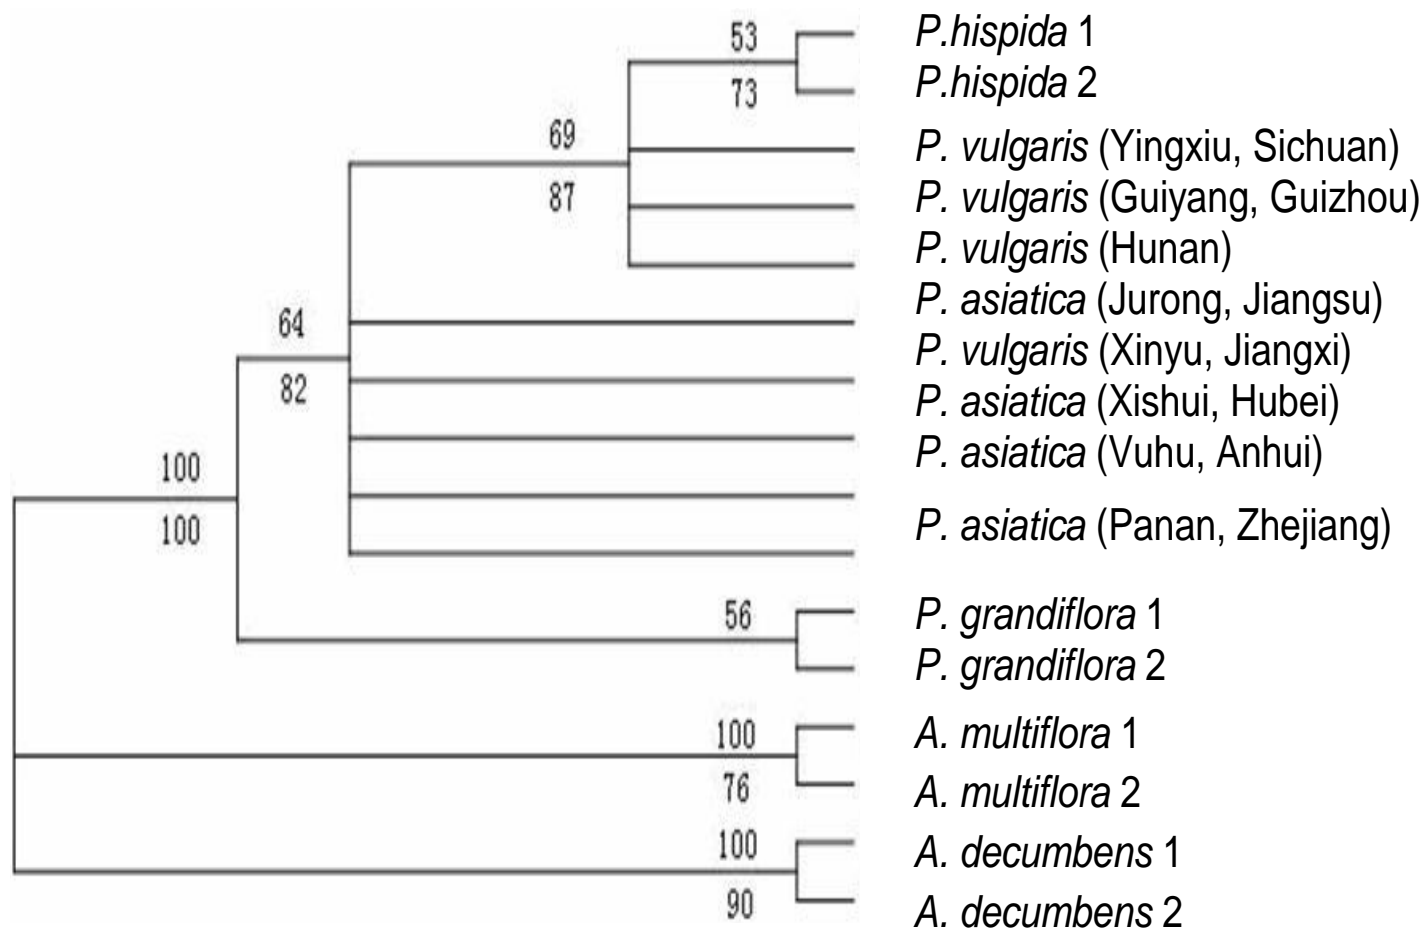 53
73
69
87
64
82
100
100
56
100
76
100
90
P.hispida 1
P.hispida 2
P. vulgaris (Yingxiu, Sichuan)
P. vulgaris (Guiyang, Guizhou)
P. vulgaris (Hunan)
P. asiatica (Jurong, Jiangsu)
P. vulgaris (Xinyu, Jiangxi)
P. asiatica (Xishui, Hubei)
P. asiatica (Vuhu, Anhui)
P. asiatica (Panan, Zhejiang)
P. grandiflora 1
P. grandiflora 2
A. multiflora 1
A. multiflora 2
A. decumbens 1
A. decumbens 2